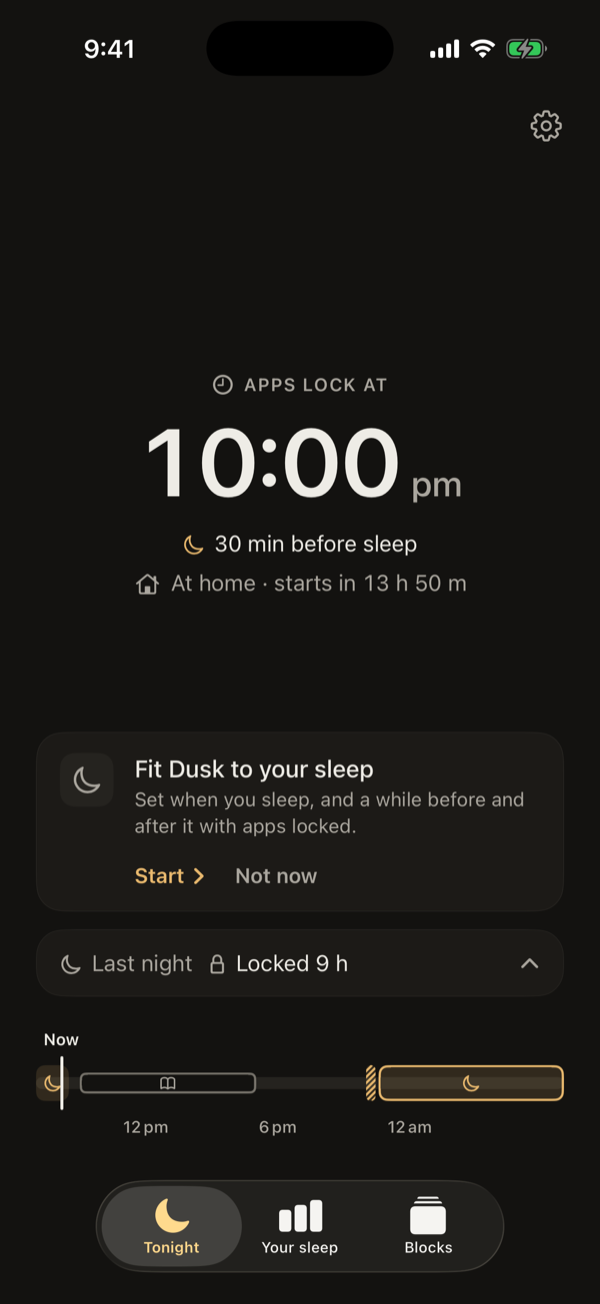 9:41
APPS LOCK AT
10:00 pm
30 min before sleep
At home · starts in 13 h 50 m
Fit Dusk to your sleep
Set when you sleep, and a while before and
after it with apps locked.
Start Not now
Last night Locked 9 h
Now
12 pm 6 pm 12 am
Tonight Your sleep Blocks